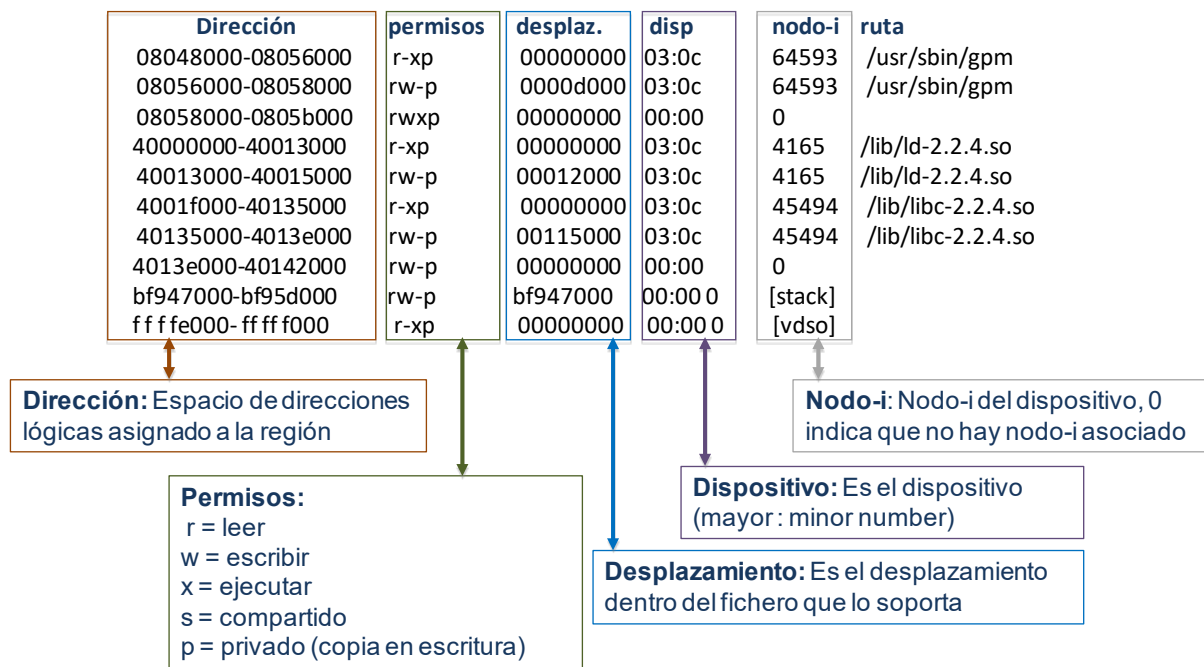 Dirección permisos desplaz. disp nodo-i ruta
08048000-08056000 r-xp 00000000 03:0c 64593 /usr/sbin/gpm
08056000-08058000 rw-p 0000d000 03:0c 64593 /usr/sbin/gpm
08058000-0805b000 rwxp 00000000 00:00 0
40000000-40013000 r-xp 00000000 03:0c 4165 /lib/ld-2.2.4.so
40013000-40015000 rw-p 00012000 03:0c 4165 /lib/ld-2.2.4.so
4001f000-40135000 r-xp 00000000 03:0c 45494 /lib/libc-2.2.4.so
40135000-4013e000 rw-p 00115000 03:0c 45494 /lib/libc-2.2.4.so
4013e000-40142000 rw-p 00000000 00:00 0
bf947000-bf95d000 rw-p bf947000 00:00 0 [stack]
ffffe000-fffff000 r-xp 00000000 00:00 0 [vdso]
Dirección: Espacio de direcciones
lógicas asignado a la región
Nodo-i: Nodo-i del dispositivo, 0
indica que no hay nodo-i asociado
Permisos:
r = leer
w = escribir
x = ejecutar
s = compartido
p = privado (copia en escritura)
Dispositivo: Es el dispositivo
(mayor : minor number)
Desplazamiento: Es el desplazamiento
dentro del fichero que lo soporta